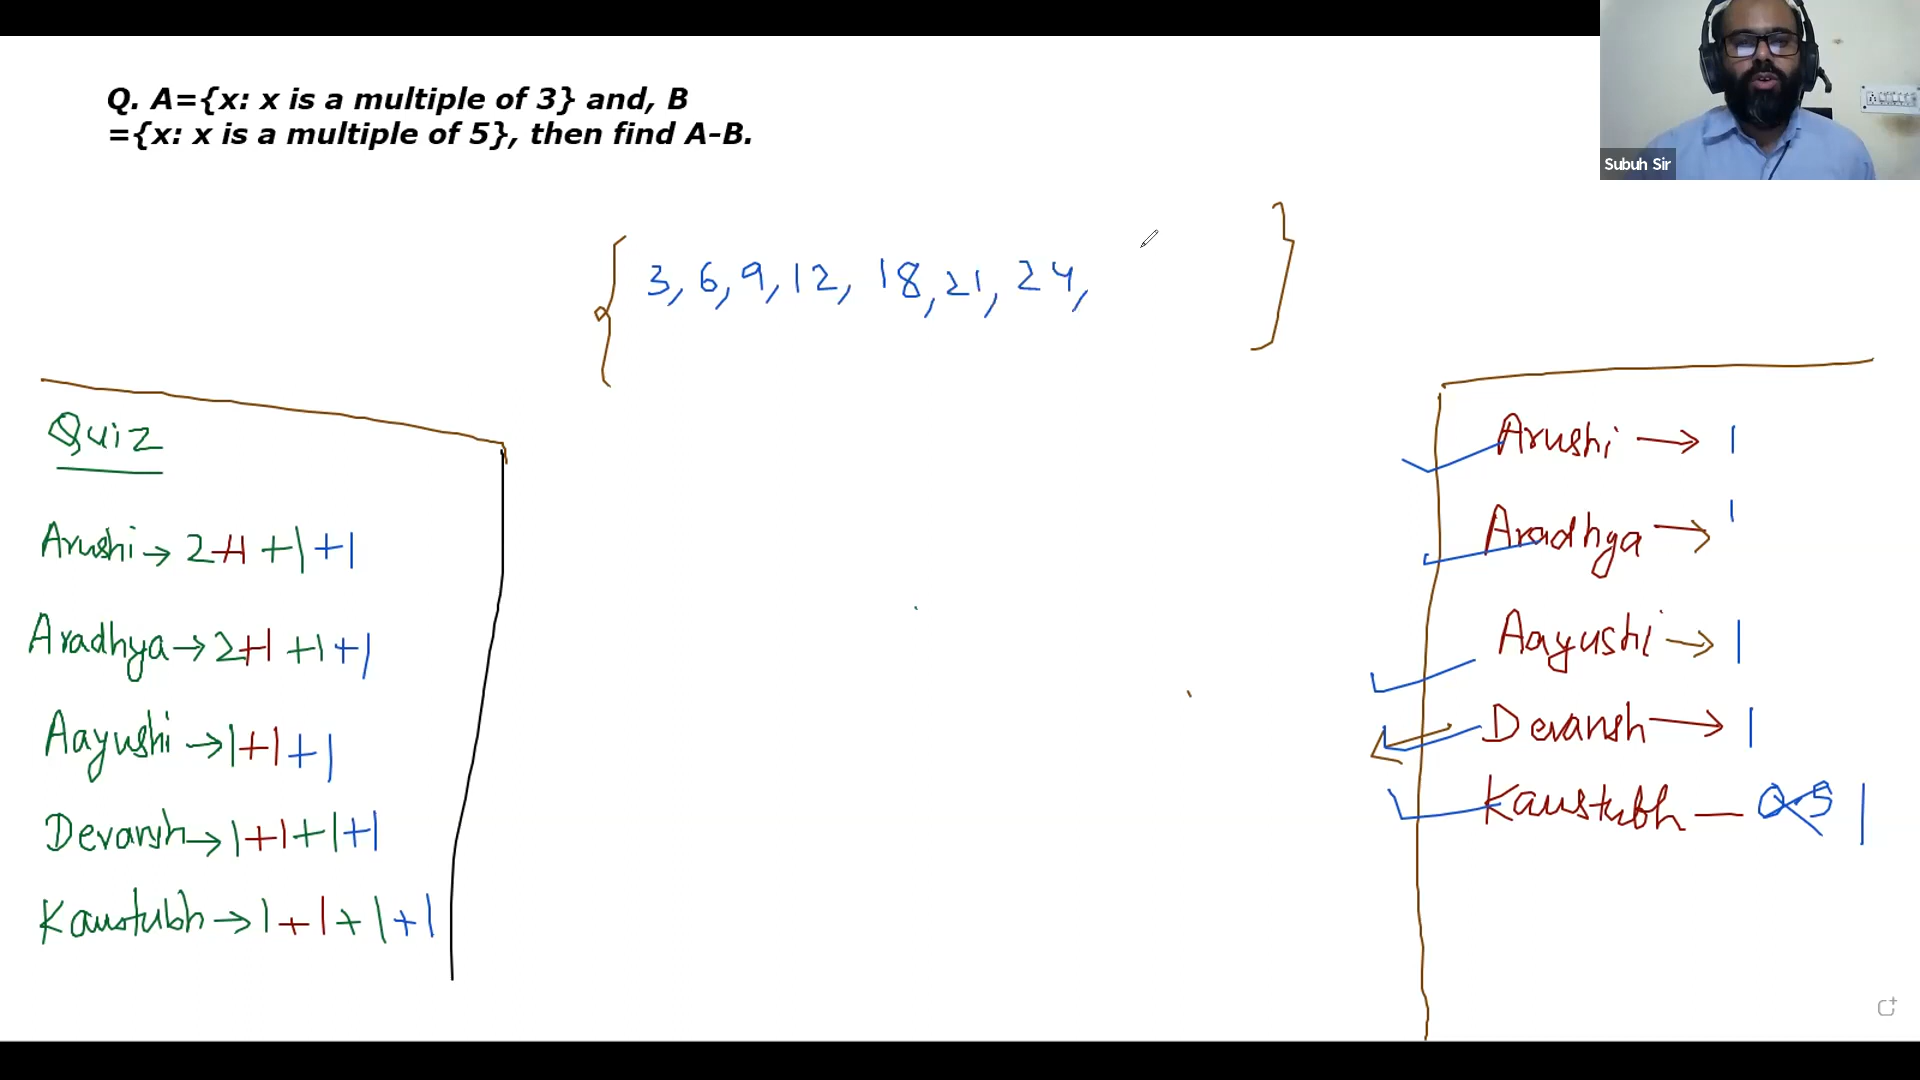 Q. A={x: x is a multiple of 3} and, B
={x: x is a multiple of 5}, then find A-B.
Subuh Sir
{ 3, 6, 9, 12, 18, 21, 24, }
Quiz
Arushi → 2+1 +1 +1
Aradhya → 2+1 +1 +1
Aayushi → 1+1 +1
Devansh → 1+1+1+1
Kaustubh → 1+1+1+1
Arushi → 1
Aradhya → 1
Aayushi → 1
Devansh → 1
Kaustubh — 0.5 1